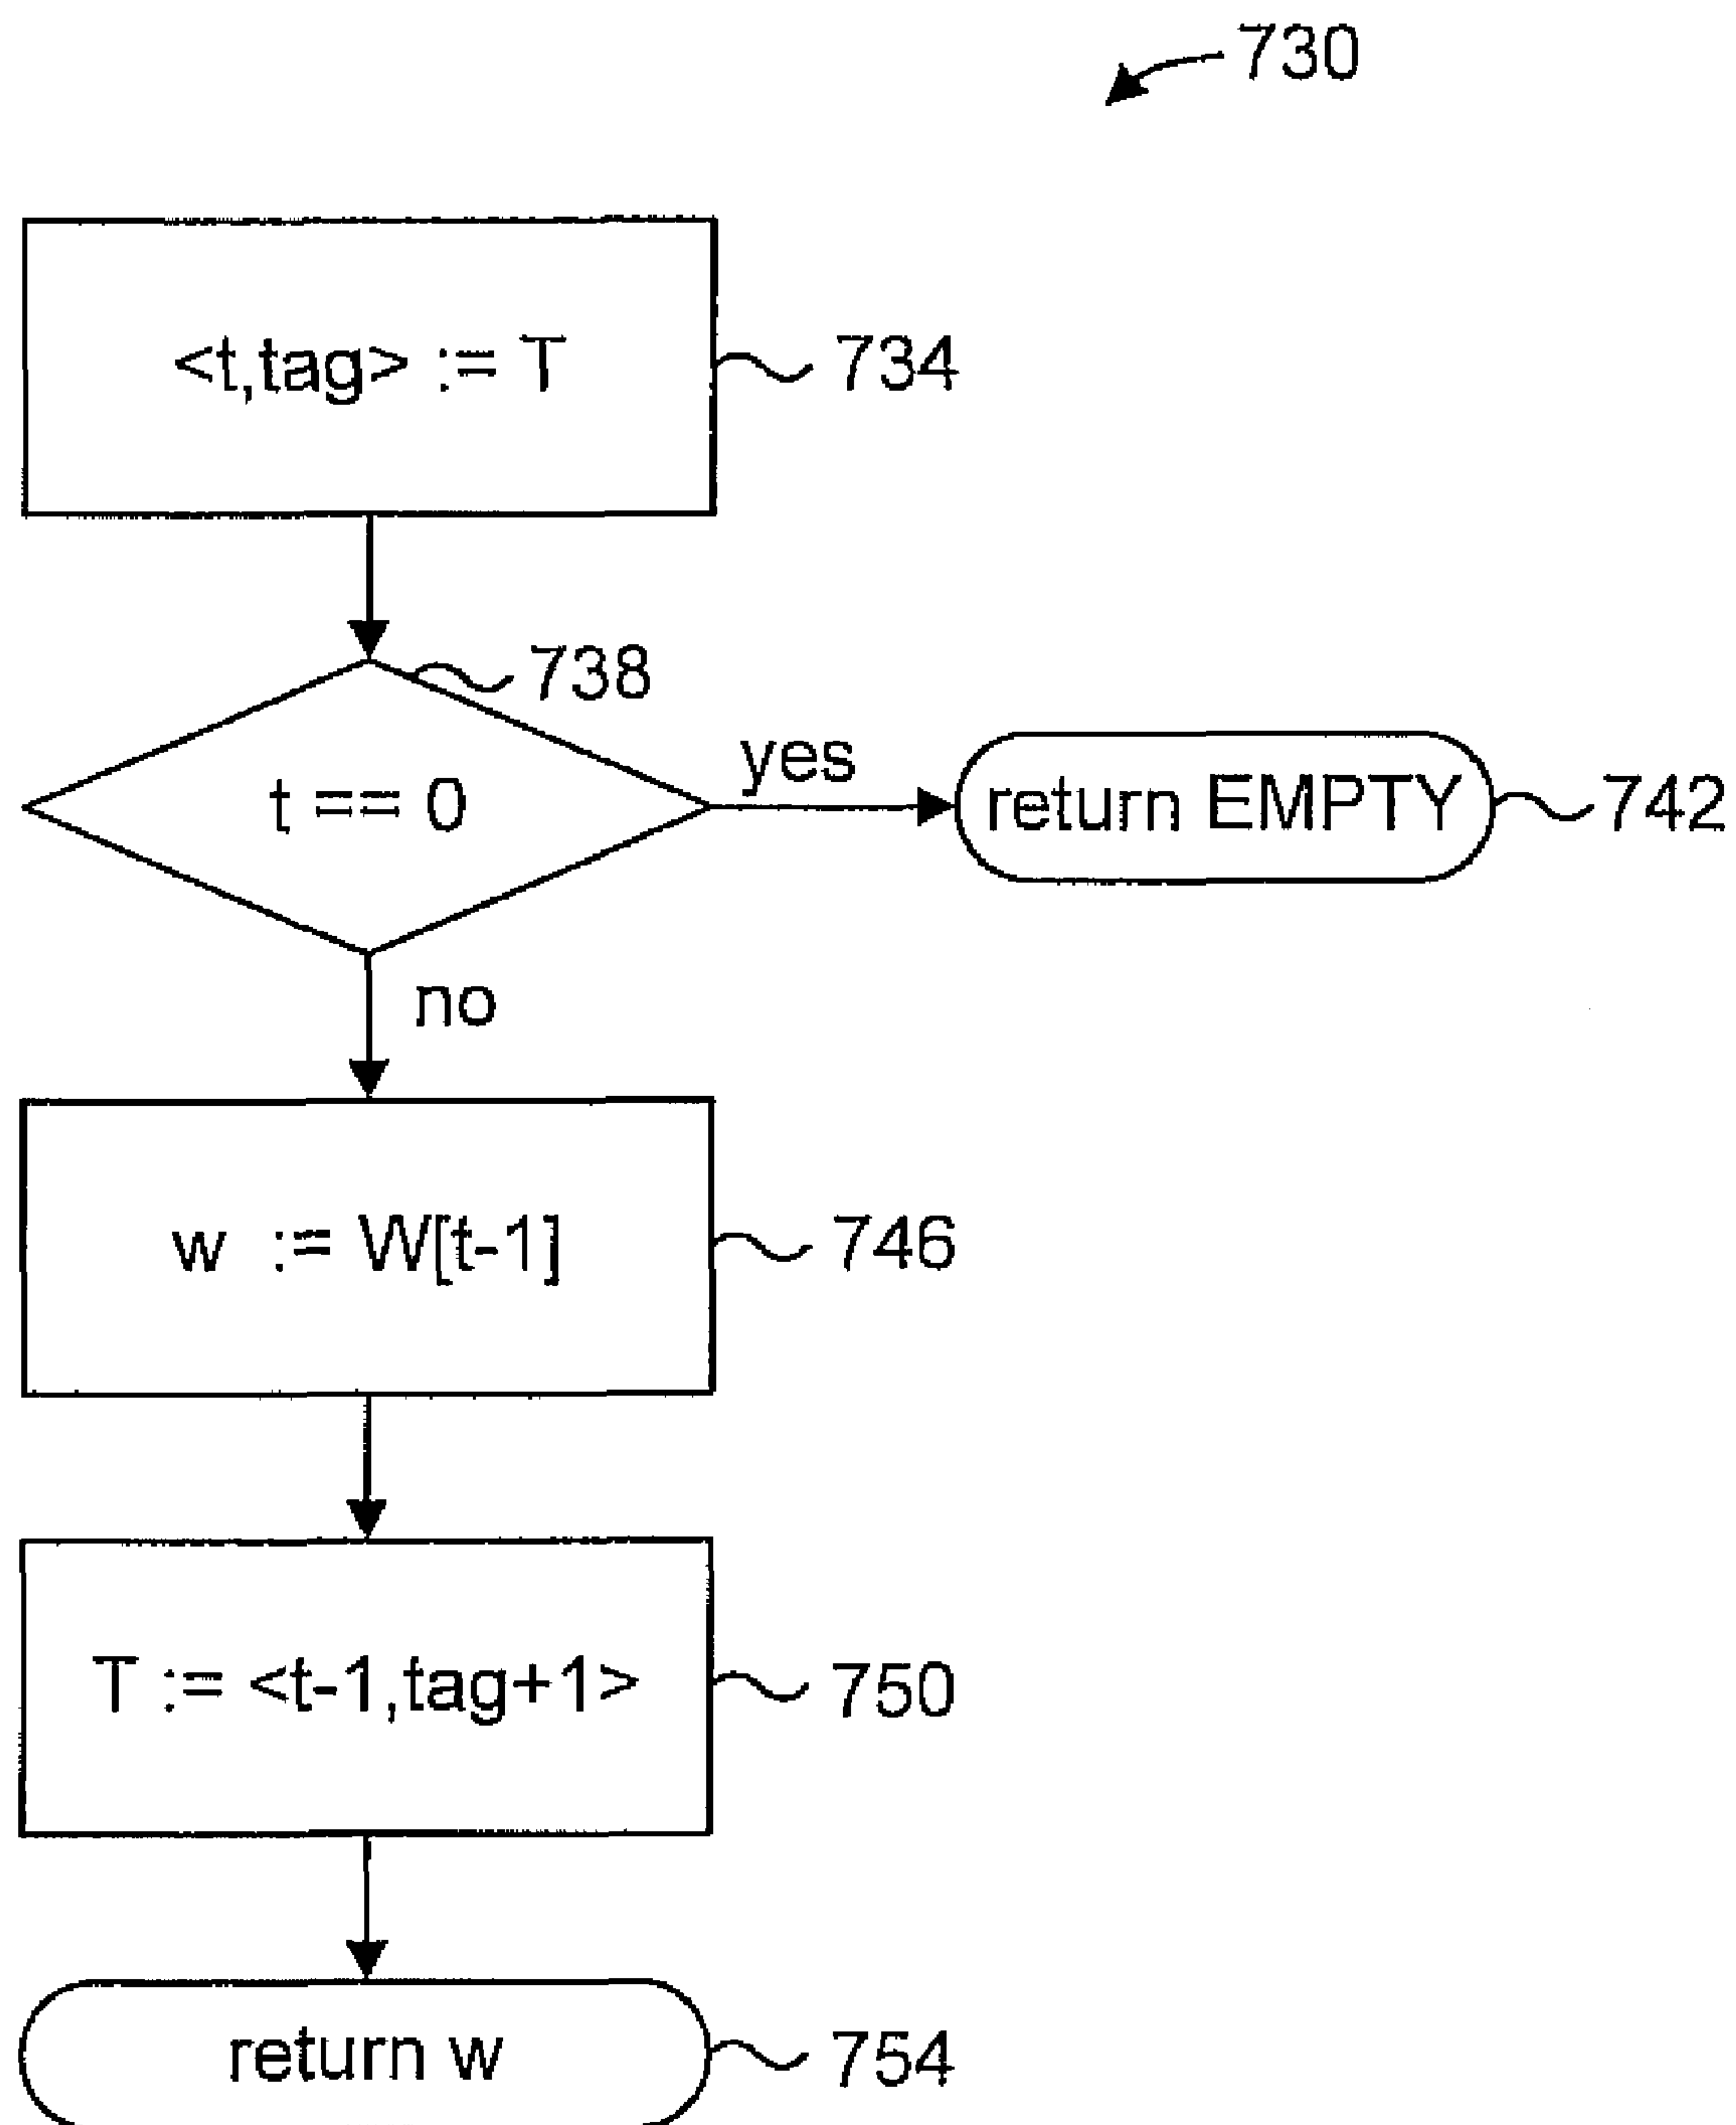 730
<t,tag> := T
734
738
t == 0
yes
return EMPTY
742
no
w := W[t-1]
746
T := <t-1,tag+1>
750
return w
754